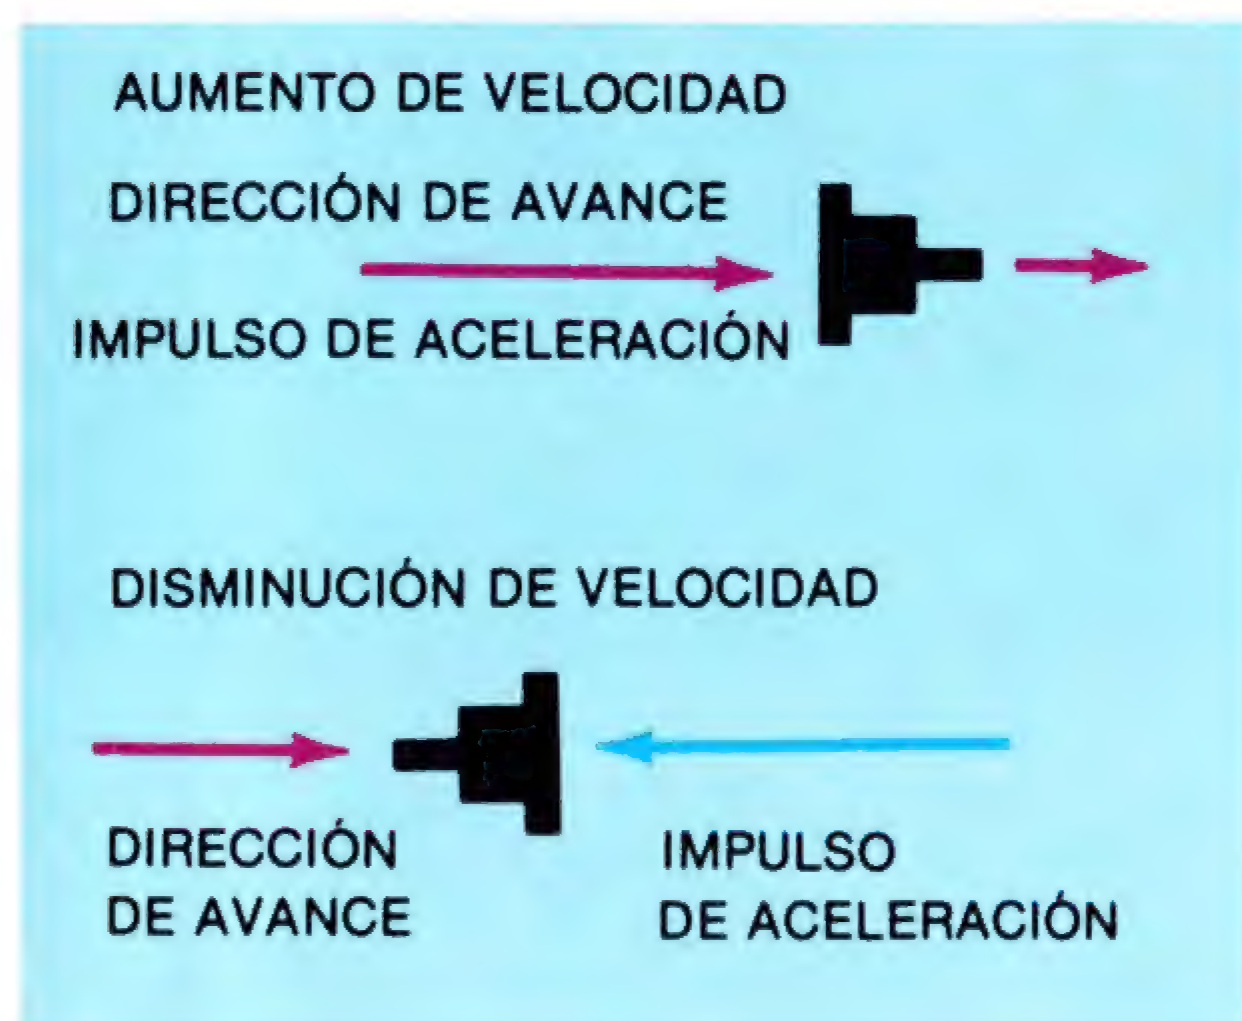 AUMENTO DE VELOCIDAD
DIRECCIÓN DE AVANCE
IMPULSO DE ACELERACIÓN
DISMINUCIÓN DE VELOCIDAD
DIRECCIÓN
DE AVANCE
IMPULSO
DE ACELERACIÓN